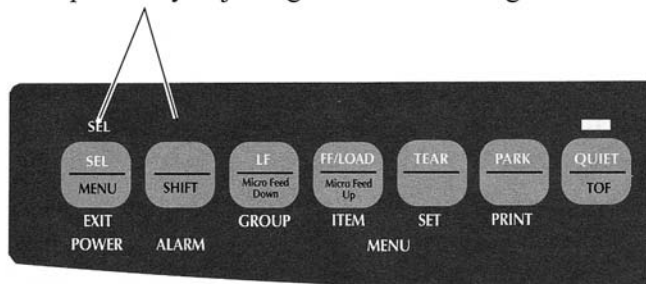 SEL
SEL LF FF/LOAD TEAR PARK QUIET
MENU SHIFT Micro Feed Down Micro Feed Up TOF
EXIT GROUP ITEM SET PRINT
POWER ALARM MENU